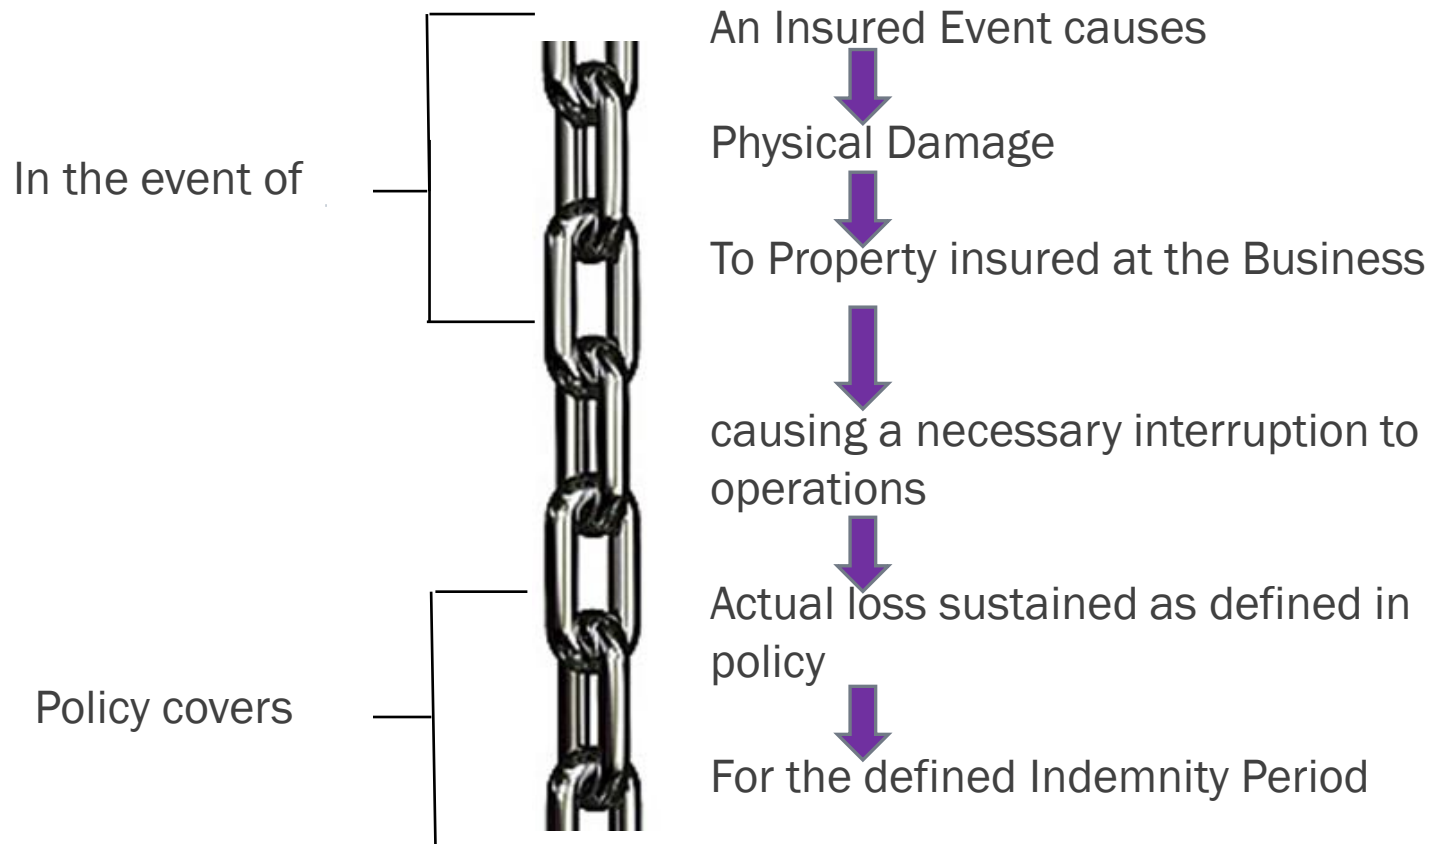 An Insured Event causes
Physical Damage
In the event of
To Property insured at the Business
causing a necessary interruption to
operations
Actual loss sustained as defined in
policy
Policy covers
For the defined Indemnity Period